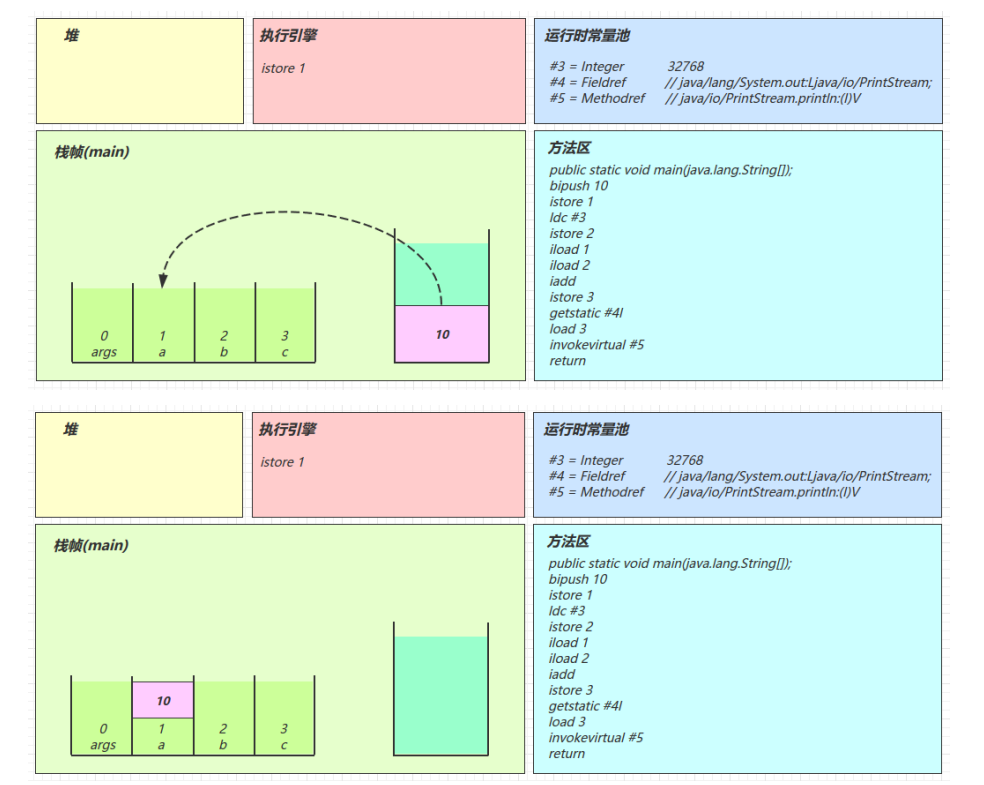 堆
执行引擎
istore 1
运行时常量池
#3 = Integer 32768
#4 = Fieldref // java/lang/System.out:Ljava/io/PrintStream;
#5 = Methodref // java/io/PrintStream.println:(I)V
栈帧(main)
10
0 1 2 3
args a b c
方法区
public static void main(java.lang.String[]);
bipush 10
istore 1
ldc #3
istore 2
iload 1
iload 2
iadd
istore 3
getstatic #4l
load 3
invokevirtual #5
return
堆
执行引擎
istore 1
运行时常量池
#3 = Integer 32768
#4 = Fieldref // java/lang/System.out:Ljava/io/PrintStream;
#5 = Methodref // java/io/PrintStream.println:(I)V
栈帧(main)
10
0 1 2 3
args a b c
方法区
public static void main(java.lang.String[]);
bipush 10
istore 1
ldc #3
istore 2
iload 1
iload 2
iadd
istore 3
getstatic #4l
load 3
invokevirtual #5
return